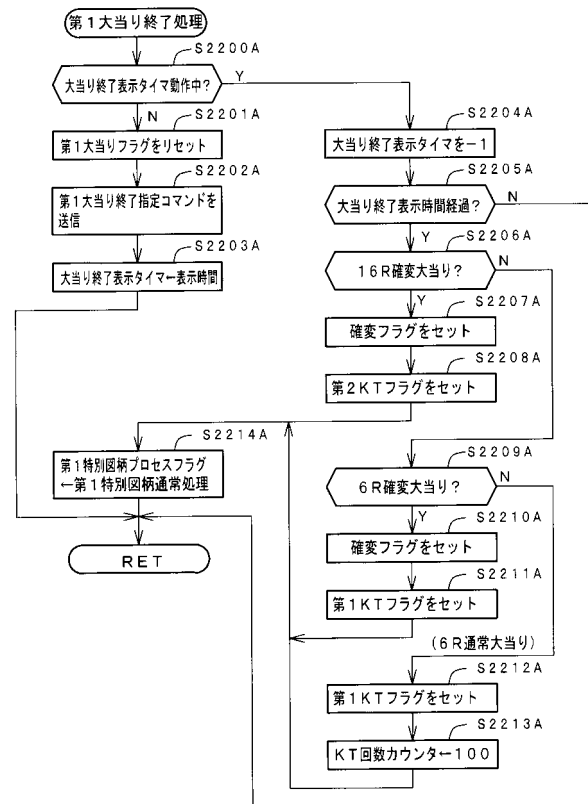 第1大当り終了処理
S2200A
大当り終了表示タイマ動作中？
Y
N
S2201A
第1大当りフラグをリセット
S2202A
第1大当り終了指定コマンドを
送信
S2203A
大当り終了表示タイマ←表示時間
S2204A
大当り終了表示タイマを－1
S2205A
大当り終了表示時間経過？
N
Y
S2206A
16R確変大当り？
N
Y
S2207A
確変フラグをセット
S2208A
第2KTフラグをセット
S2214A
第1特別図柄プロセスフラグ
←第1特別図柄通常処理
RET
S2209A
6R確変大当り？
N
Y
S2210A
確変フラグをセット
S2211A
第1KTフラグをセット
(6R通常大当り)
S2212A
第1KTフラグをセット
S2213A
KT回数カウンタ←100